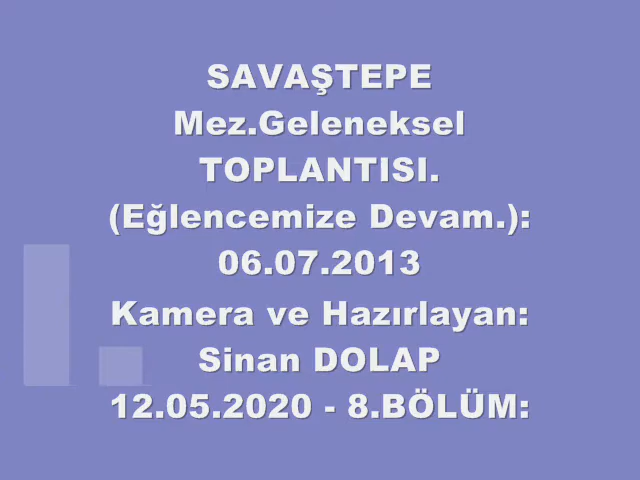 SAVAŞTEPE
Mez.Geleneksel
TOPLANTISI.
(Eğlencemize Devam.):
06.07.2013
Kamera ve Hazırlayan:
Sinan DOLAP
12.05.2020 - 8.BÖLÜM: